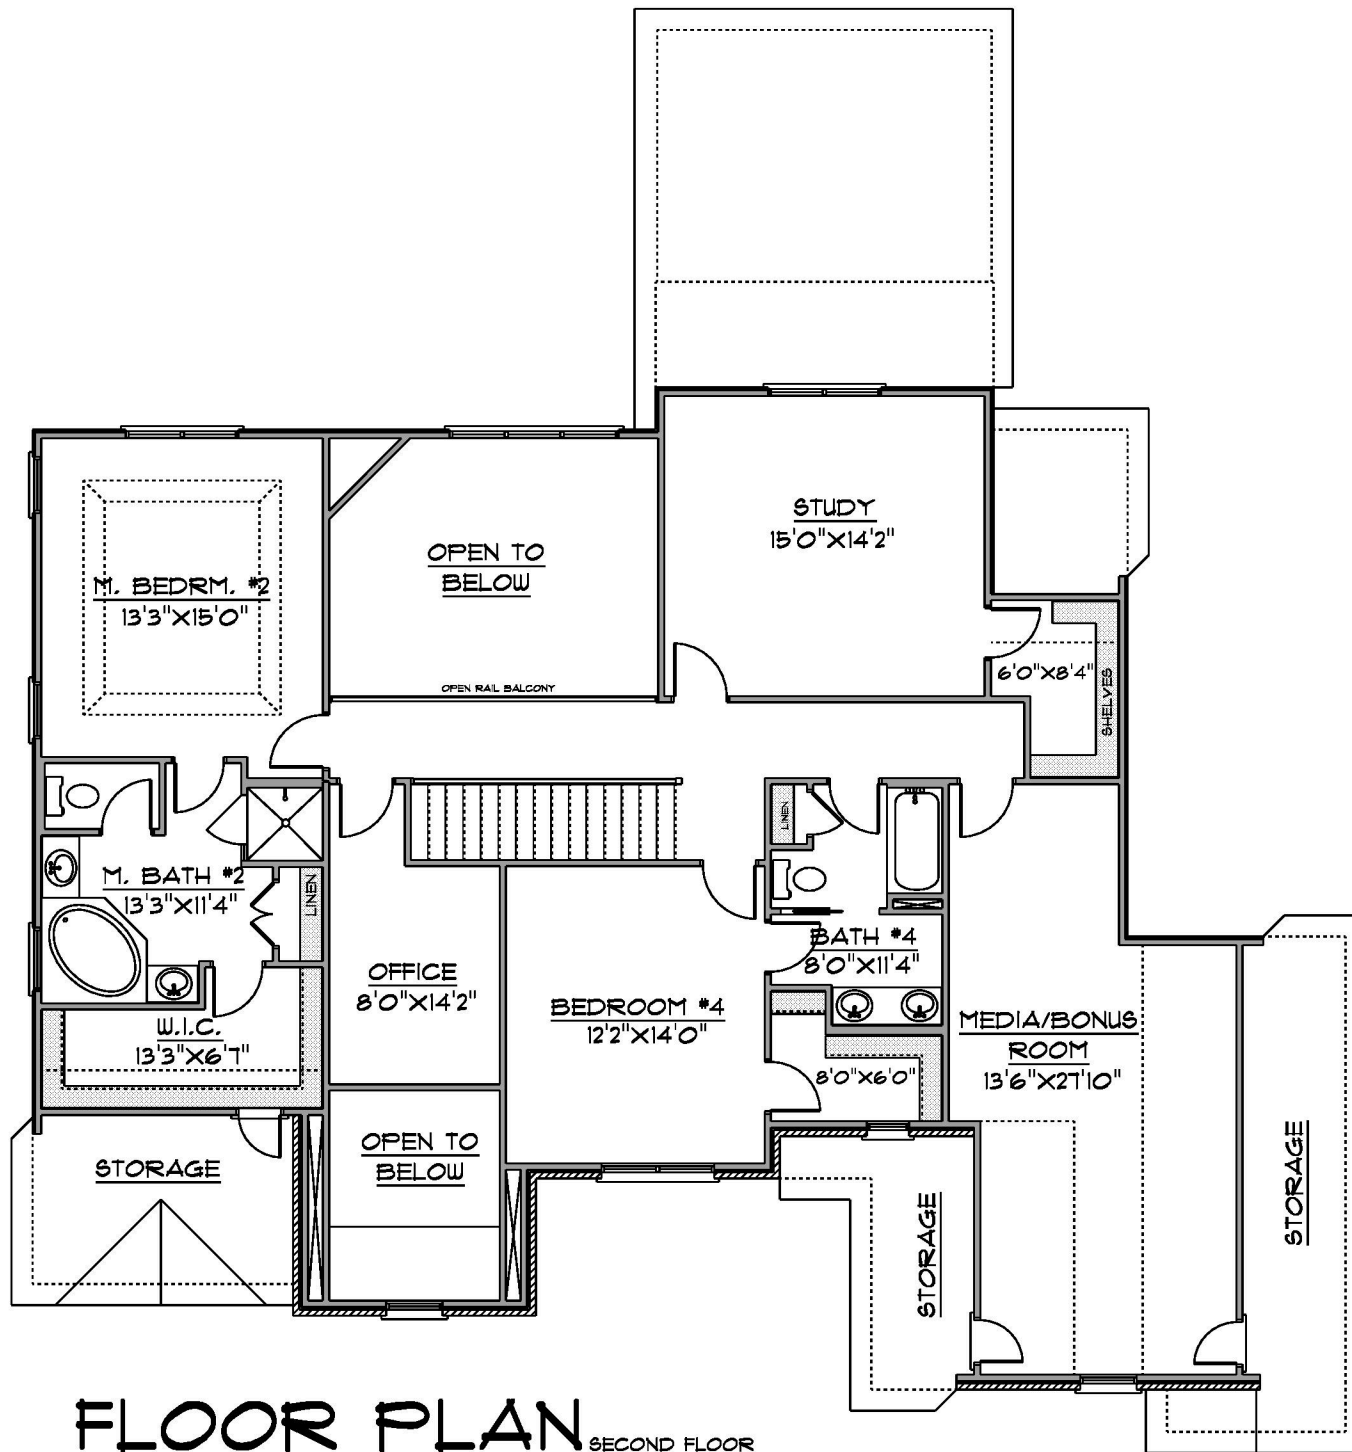 STUDY
15'0"X14'2"
OPEN TO
BELOW
M. BEDRM. #2
13'3"X15'0"
OPEN RAIL BALCONY
6'0"X8'4"
SHELVES
LINEN
M. BATH #2
13'3"X11'4"
LINEN
BATH #4
8'0"X11'4"
OFFICE
8'0"X14'2"
BEDROOM #4
12'2"X14'0"
MEDIA/BONUS
ROOM
13'6"X27'10"
W.I.C.
13'3"X6'7"
8'0"X6'0"
OPEN TO
BELOW
STORAGE
STORAGE
STORAGE
FLOOR PLAN SECOND FLOOR